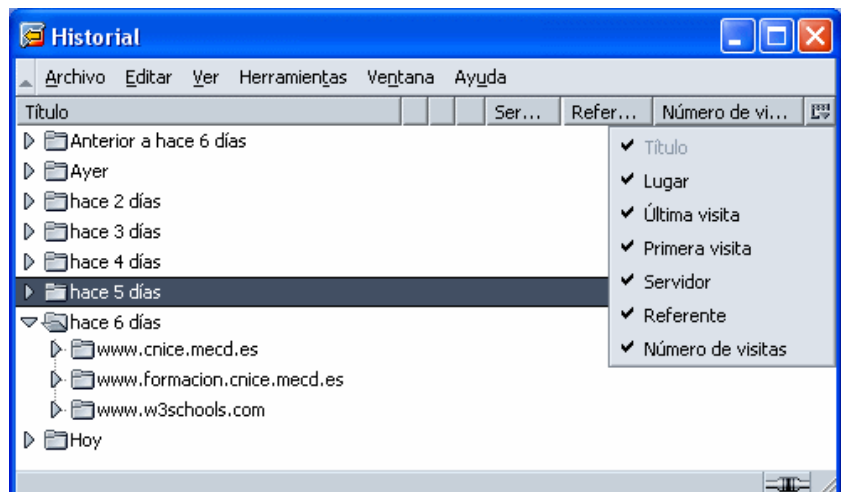 Historial
Archivo Editar Ver Herramientas Ventana Ayuda
Título Ser... Refer... Número de vi...
Anterior a hace 6 días
Ayer
hace 2 días
hace 3 días
hace 4 días
hace 5 días
hace 6 días
www.cnice.mecd.es
www.formacion.cnice.mecd.es
www.w3schools.com
Hoy
Título
Lugar
Última visita
Primera visita
Servidor
Referente
Número de visitas